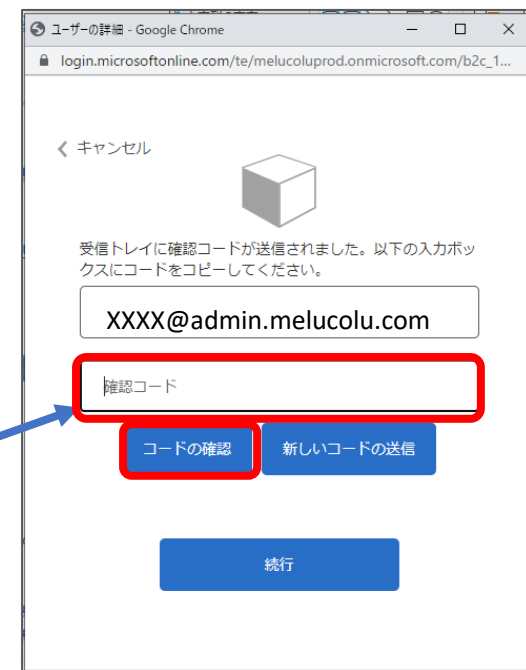 ユーザーの詳細 - Google Chrome
login.microsoftonline.com/te/melucoluprod.onmicrosoft.com/b2c_1...
キャンセル
受信トレイに確認コードが送信されました。以下の入力ボッ
クスにコードをコピーしてください。
XXXX@admin.melucolu.com
確認コード
コードの確認 新しいコードの送信
続行